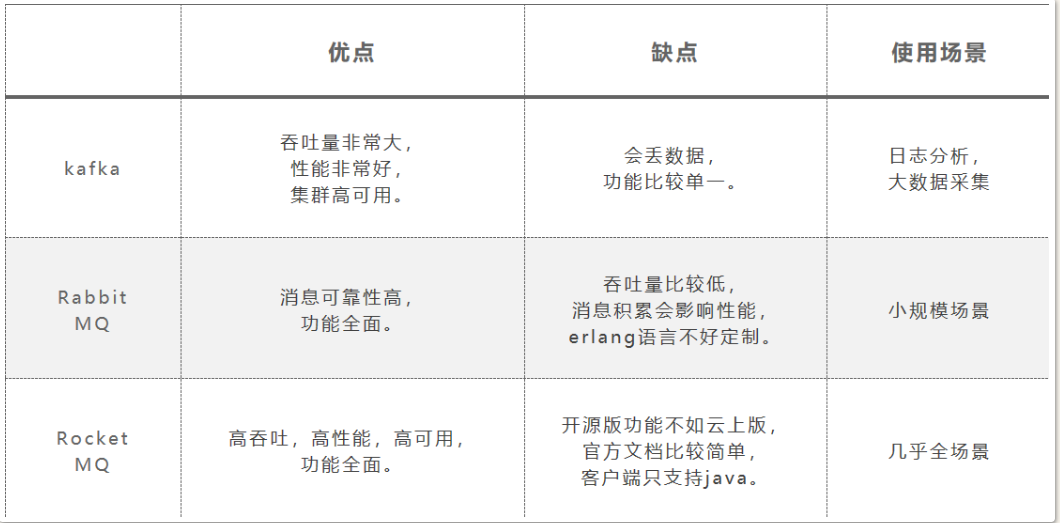 优点
缺点
使用场景
kafka
吞吐量非常大，
性能非常好，
集群高可用。
会丢数据，
功能比较单一。
日志分析，
大数据采集
Rabbit
MQ
消息可靠性高，
功能全面。
吞吐量比较低，
消息积累会影响性能，
erlang语言不好定制。
小规模场景
Rocket
MQ
高吞吐，高性能，高可用，
功能全面。
开源版功能不如云上版，
官方文档比较简单，
客户端只支持java。
几乎全场景